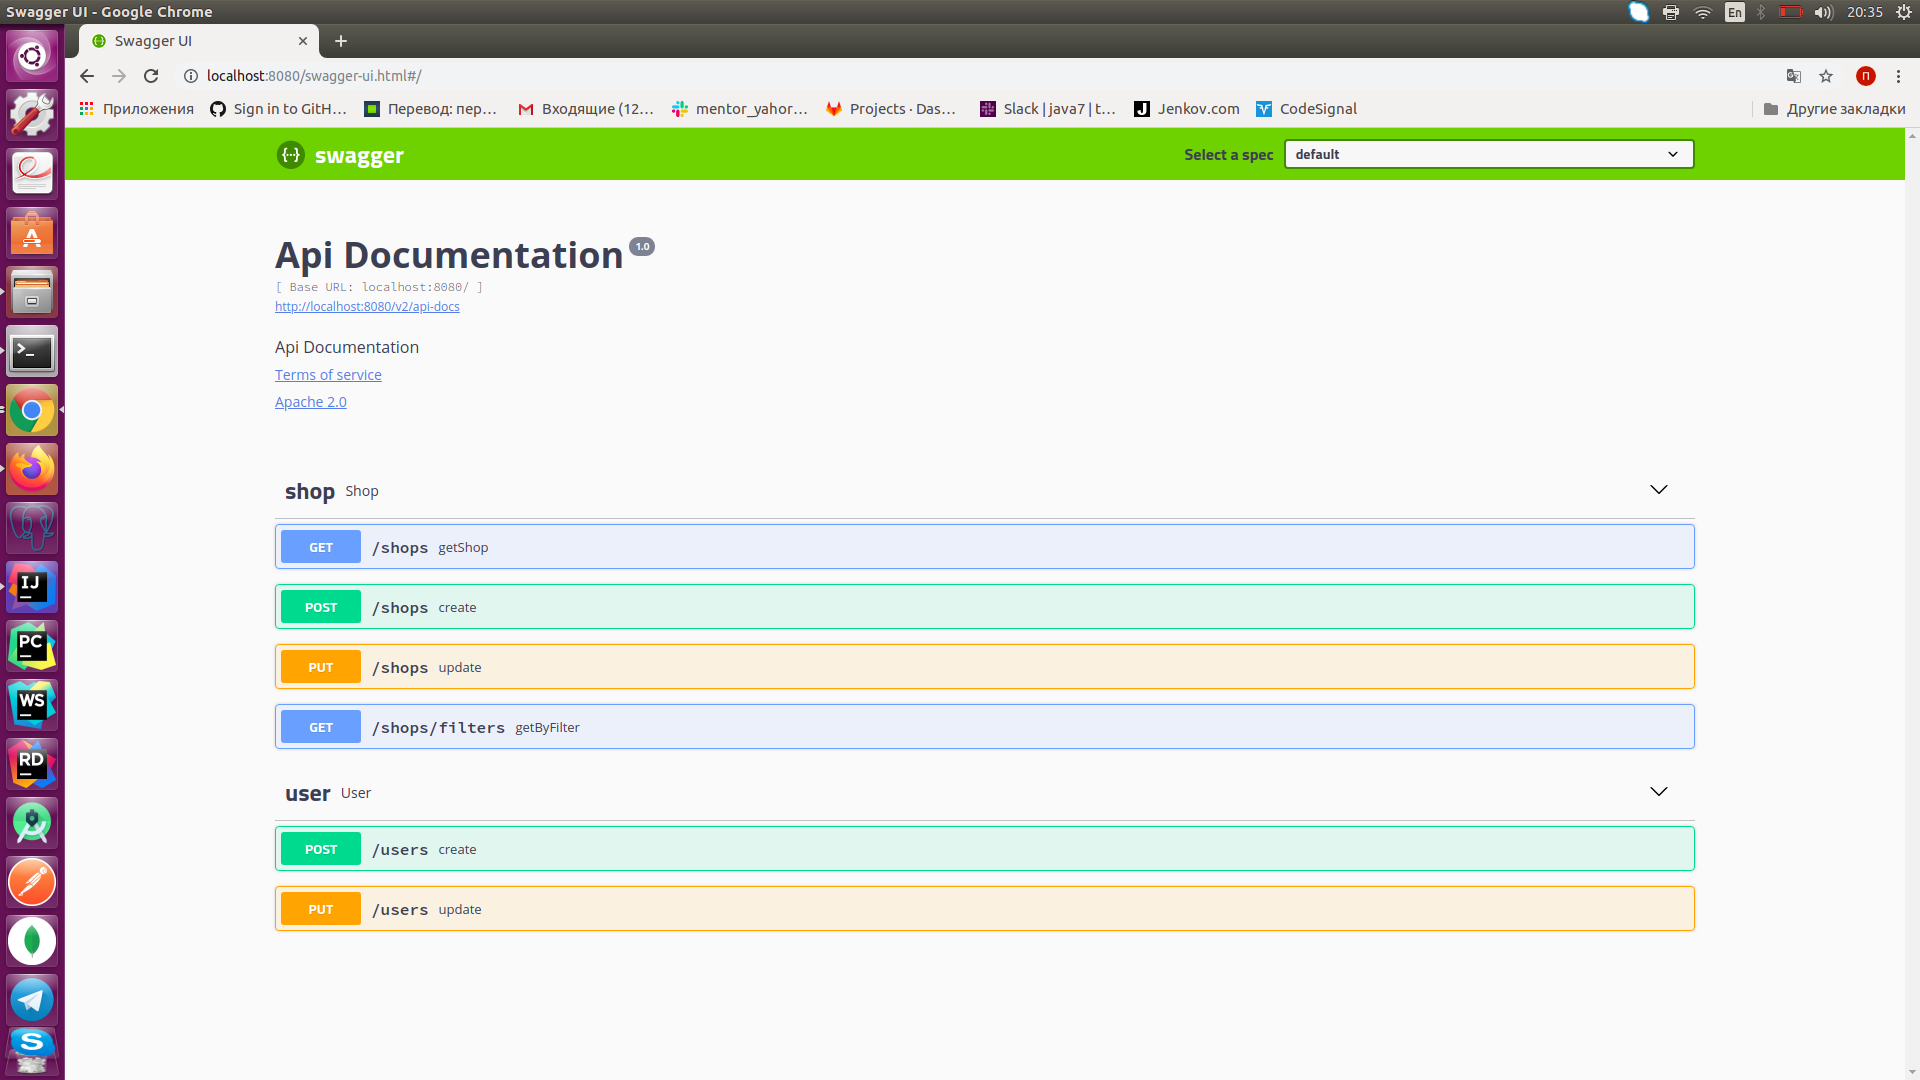 Swagger UI - Google Chrome
En
20:35
Swagger UI
localhost:8080/swagger-ui.html#/
П
Приложения
Sign in to GitH...
Перевод: пер...
Входящие (12...
mentor_yahor...
Projects · Das...
Slack | java7 | t...
J
Jenkov.com
CodeSignal
Другие закладки
{··} swagger
Select a spec
default
Api Documentation 1.0
[ Base URL: localhost:8080/ ]
http://localhost:8080/v2/api-docs
Api Documentation
Terms of service
Apache 2.0
shop Shop
GET /shops getShop
POST /shops create
PUT /shops update
GET /shops/filters getByFilter
user User
POST /users create
PUT /users update
A
>_
IJ
PC
WS
RD
S